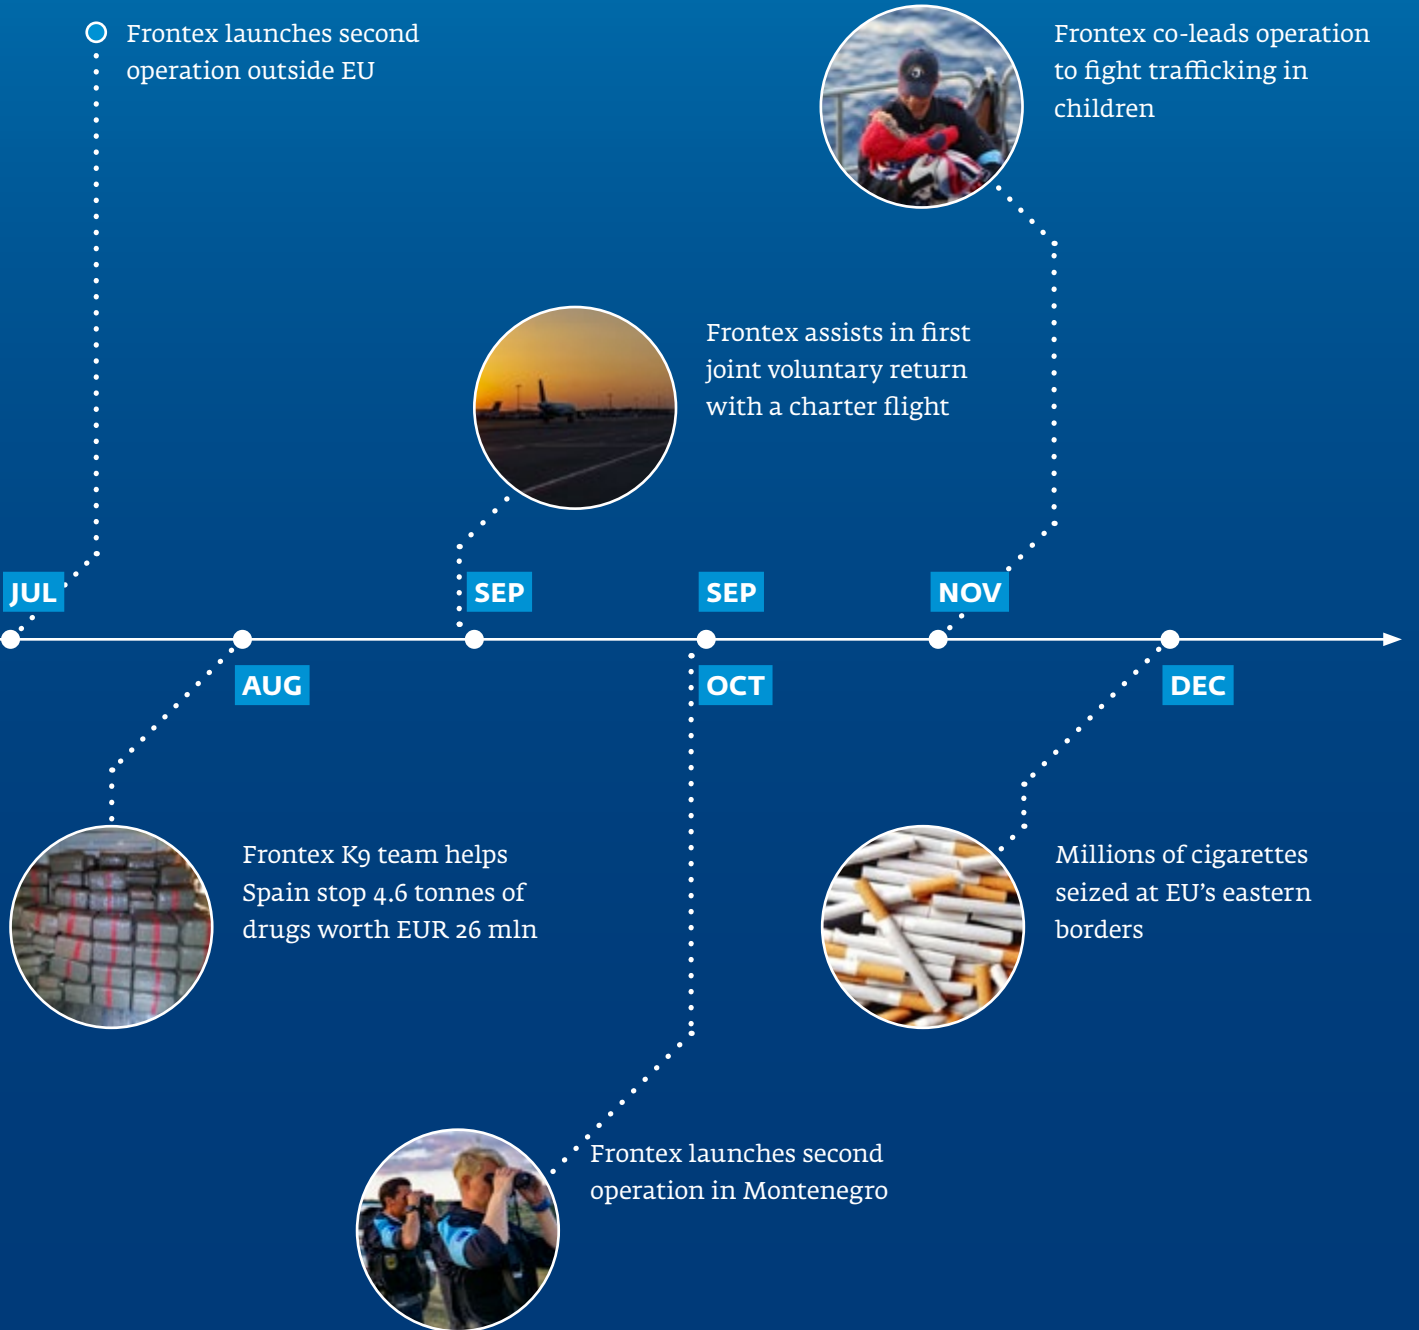 Frontex launches second
operation outside EU
Frontex co-leads operation
to fight trafficking in
children
Frontex assists in first
joint voluntary return
with a charter flight
JUL
SEP
SEP
NOV
AUG
OCT
DEC
Frontex K9 team helps
Spain stop 4.6 tonnes of
drugs worth EUR 26 mln
Millions of cigarettes
seized at EU’s eastern
borders
Frontex launches second
operation in Montenegro